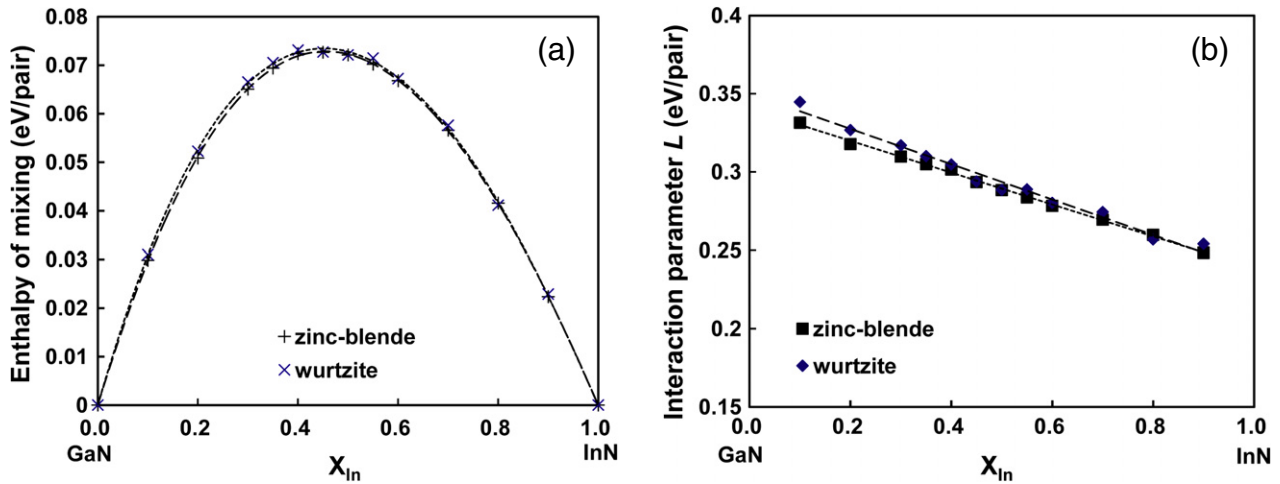 (a)
Enthalpy of mixing (eV/pair)
0.08
0.07
0.06
0.05
0.04
0.03
0.02
0.01
0
zinc-blende
wurtzite
0.0 0.2 0.4 0.6 0.8 1.0
GaN InN
XIn
(b)
Interaction parameter L (eV/pair)
0.4
0.35
0.3
0.25
0.2
0.15
zinc-blende
wurtzite
0.0 0.2 0.4 0.6 0.8 1.0
GaN InN
XIn